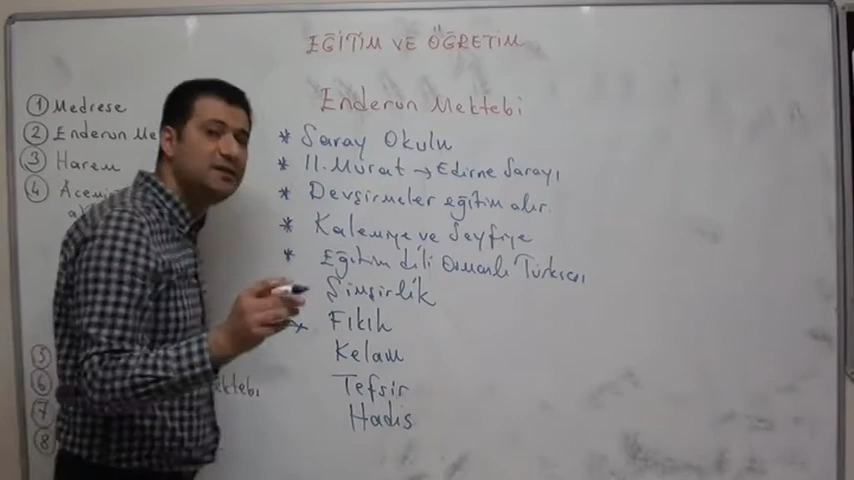 EĞİTİM VE ÖĞRETİM
Enderun Mektebi
* Saray Okulu
* II. Murat → Edirne Sarayı
* Devşirmeler eğitim alır.
* Kalemiye ve Seyfiye
* Eğitim dili Osmanlı Türkçesi
Şimşirlik
Fıkıh
Kelam
Tefsir
Hadis
1 Medrese
2 Enderun Me
3 Harem
4 Acemi
5
6 ektebi
7
8